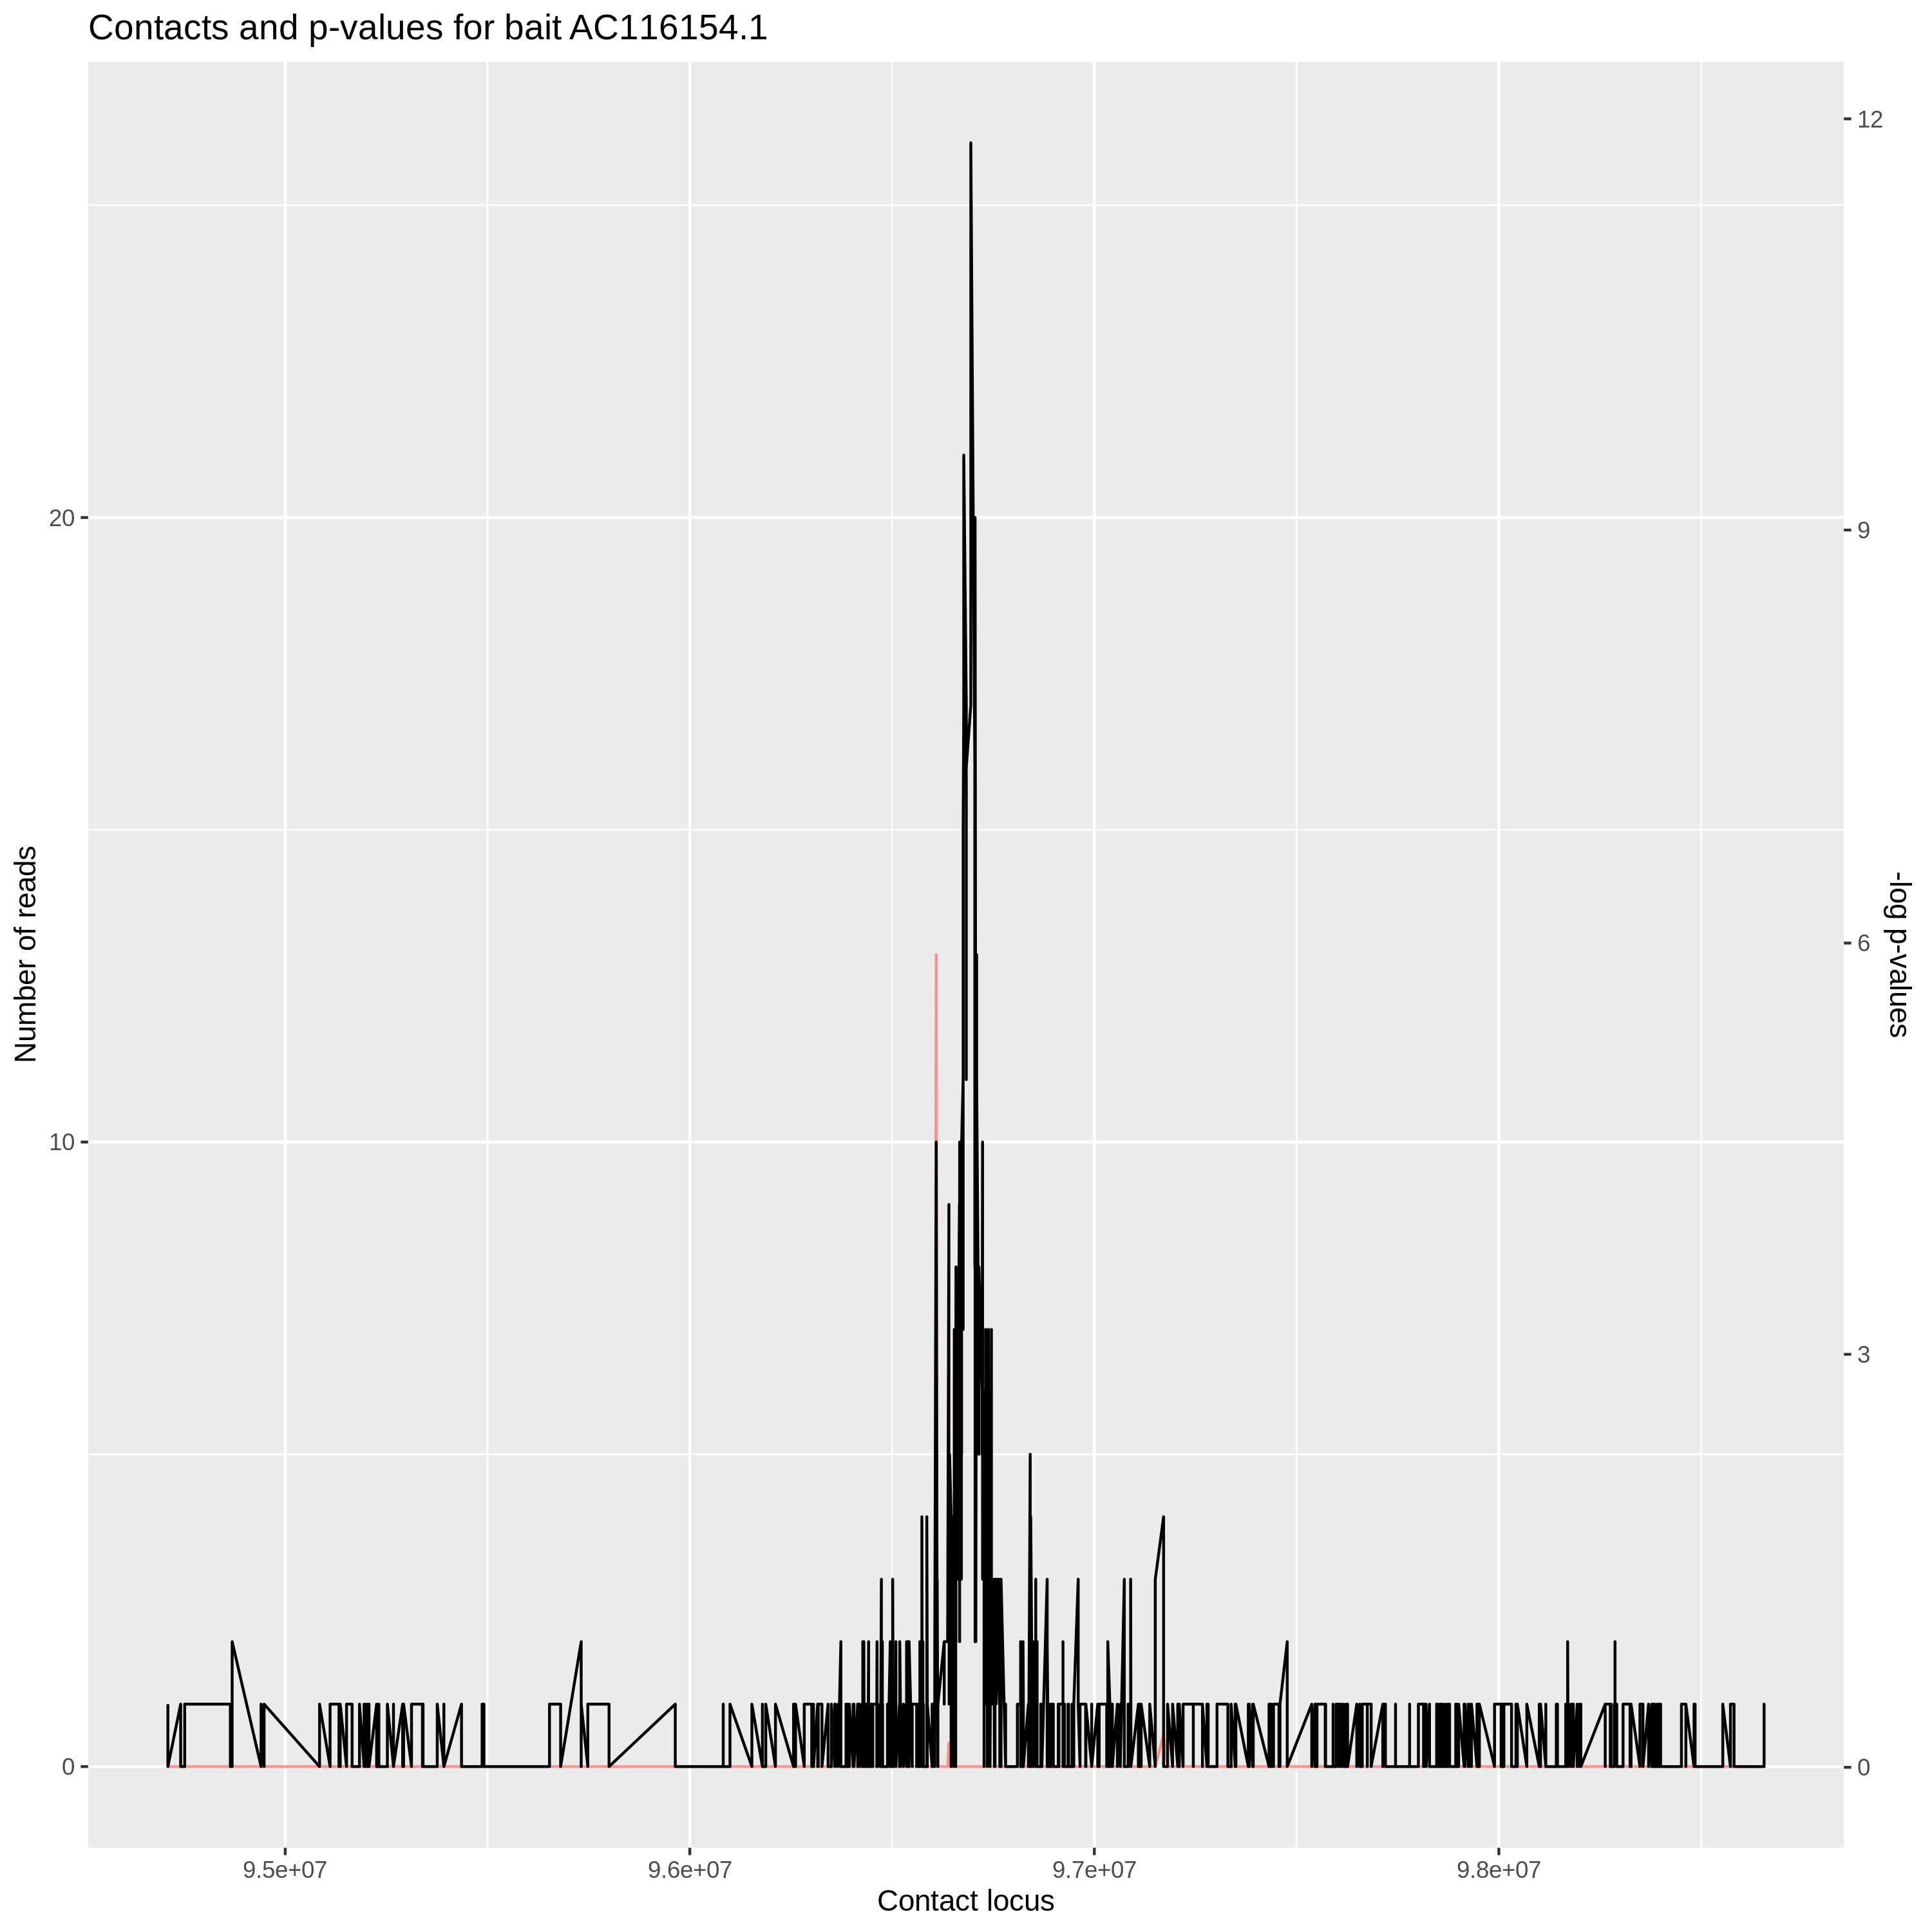 Contacts and p-values for bait AC116154.1
12
20
9
Number of reads
-log p-values
6
10
3
0
0
9.5e+07
9.6e+07
9.7e+07
9.8e+07
Contact locus